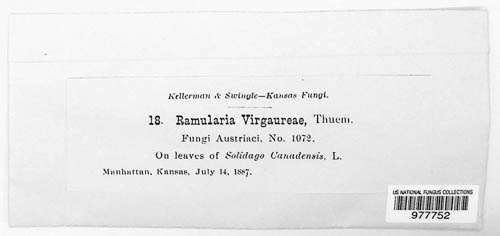 Kellerman & Swingle—Kansas Fungi.
18. Ramularia Virgaureae, Thuem.
Fungi Austriaci, No. 1072.
On leaves of Solidago Canadensis, L.
Manhattan, Kansas, July 14, 1887.
US NATIONAL FUNGUS COLLECTIONS
977752